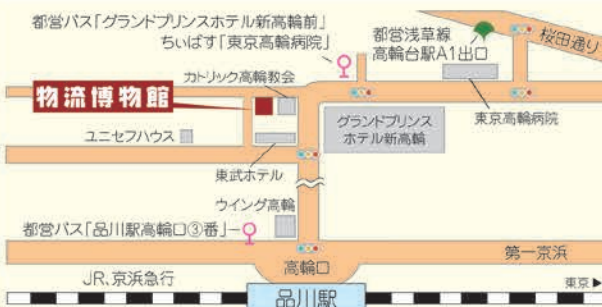 都営バス「グランドプリンスホテル新高輪前」
ちぃばす「東京高輪病院」
都営浅草線
高輪台駅A1出口
桜田通り
カトリック高輪教会
物流博物館
グランドプリンス
ホテル新高輪
東京高輪病院
ユニセフハウス
東武ホテル
ウイング高輪
都営バス「品川駅高輪口③番」
第一京浜
高輪口
JR、京浜急行
東京▶
品川駅